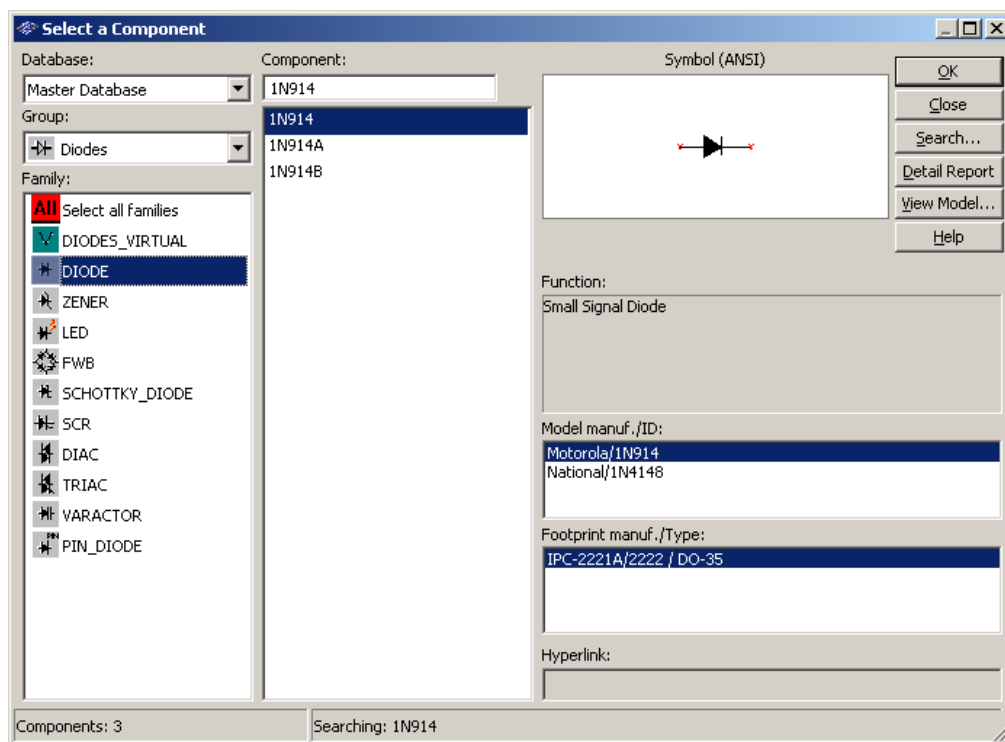 Select a Component
Database:
Master Database
Group:
Diodes
Family:
All Select all families
DIODES_VIRTUAL
DIODE
ZENER
LED
FWB
SCHOTTKY_DIODE
SCR
DIAC
TRIAC
VARACTOR
PIN PIN_DIODE
Component:
1N914
1N914
1N914A
1N914B
Symbol (ANSI)
OK
Close
Search...
Detail Report
View Model...
Help
Function:
Small Signal Diode
Model manuf./ID:
Motorola/1N914
National/1N4148
Footprint manuf./Type:
IPC-2221A/2222 / DO-35
Hyperlink:
Components: 3
Searching: 1N914